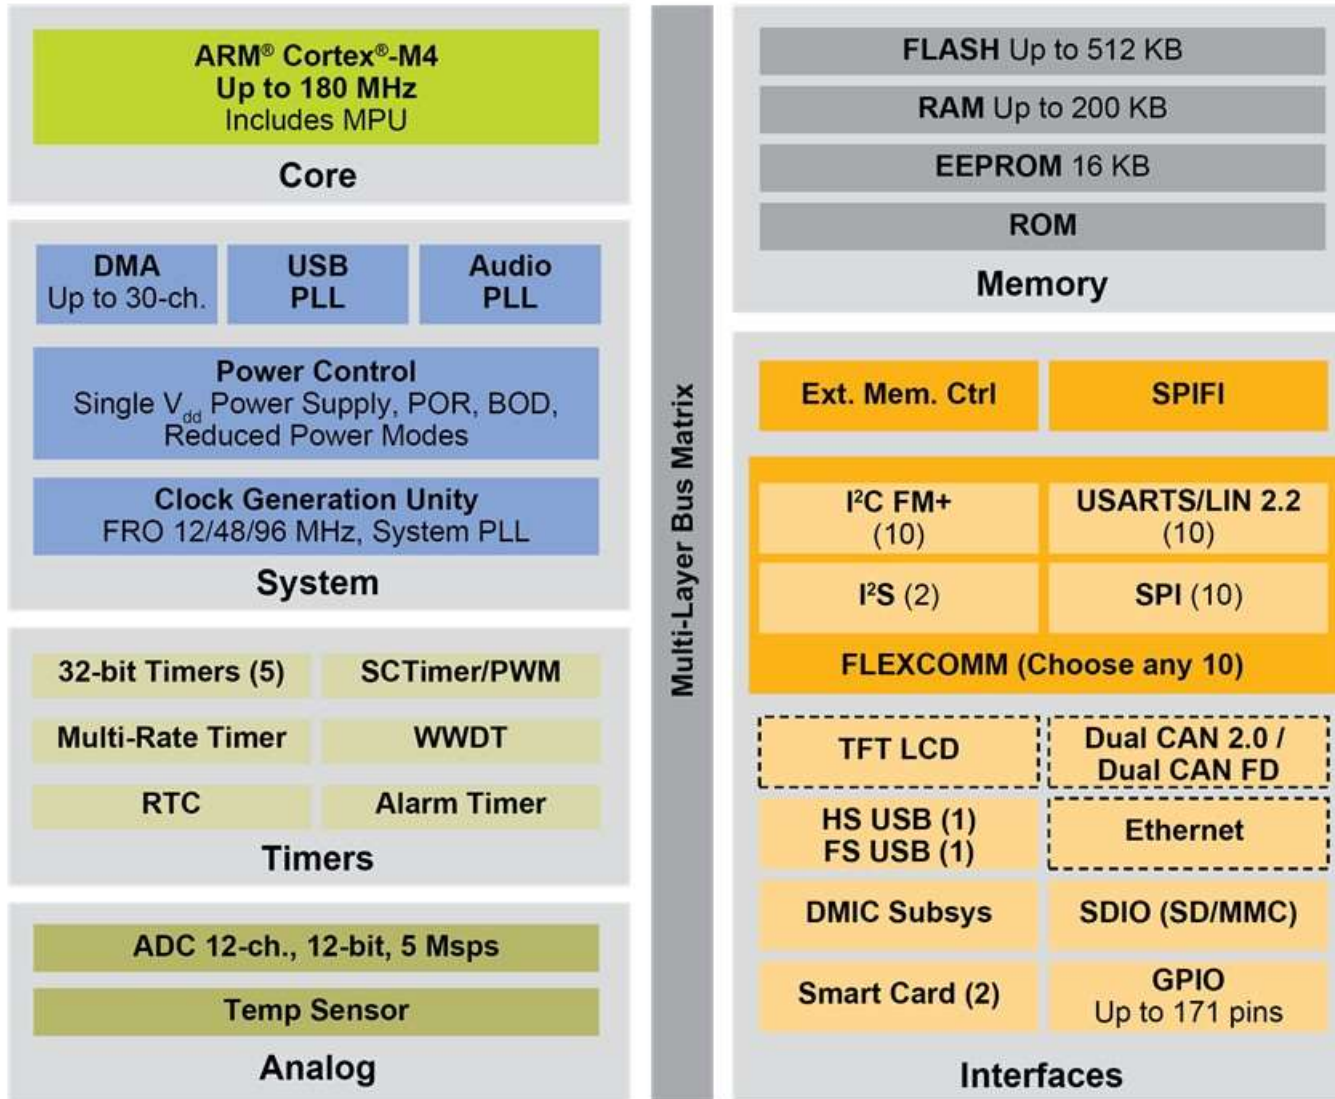 ARM® Cortex®-M4
Up to 180 MHz
Includes MPU
Core
DMA
Up to 30-ch.
USB
PLL
Audio
PLL
Power Control
Single Vdd Power Supply, POR, BOD,
Reduced Power Modes
Clock Generation Unity
FRO 12/48/96 MHz, System PLL
System
32-bit Timers (5)
SCTimer/PWM
Multi-Rate Timer
WWDT
RTC
Alarm Timer
Timers
ADC 12-ch., 12-bit, 5 Msps
Temp Sensor
Analog
Multi-Layer Bus Matrix
FLASH Up to 512 KB
RAM Up to 200 KB
EEPROM 16 KB
ROM
Memory
Ext. Mem. Ctrl
SPIFI
I²C FM+
(10)
USARTS/LIN 2.2
(10)
I²S (2)
SPI (10)
FLEXCOMM (Choose any 10)
TFT LCD
Dual CAN 2.0 /
Dual CAN FD
HS USB (1)
FS USB (1)
Ethernet
DMIC Subsys
SDIO (SD/MMC)
Smart Card (2)
GPIO
Up to 171 pins
Interfaces